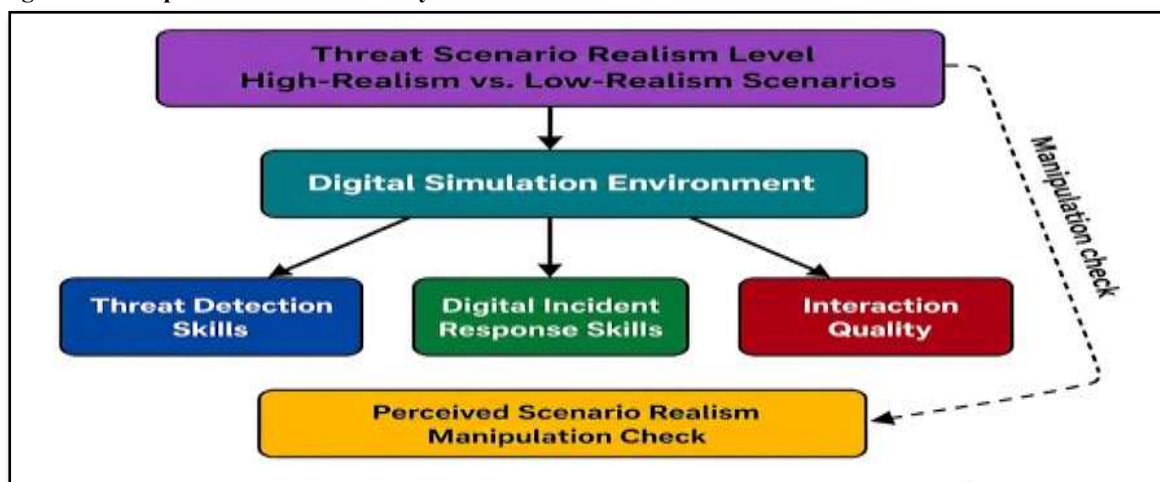 Threat Scenario Realism Level
High-Realism vs. Low-Realism Scenarios
Digital Simulation Environment
Threat Detection
Skills
Digital Incident
Response Skills
Interaction
Quality
Manipulation check
Perceived Scenario Realism
Manipulation Check